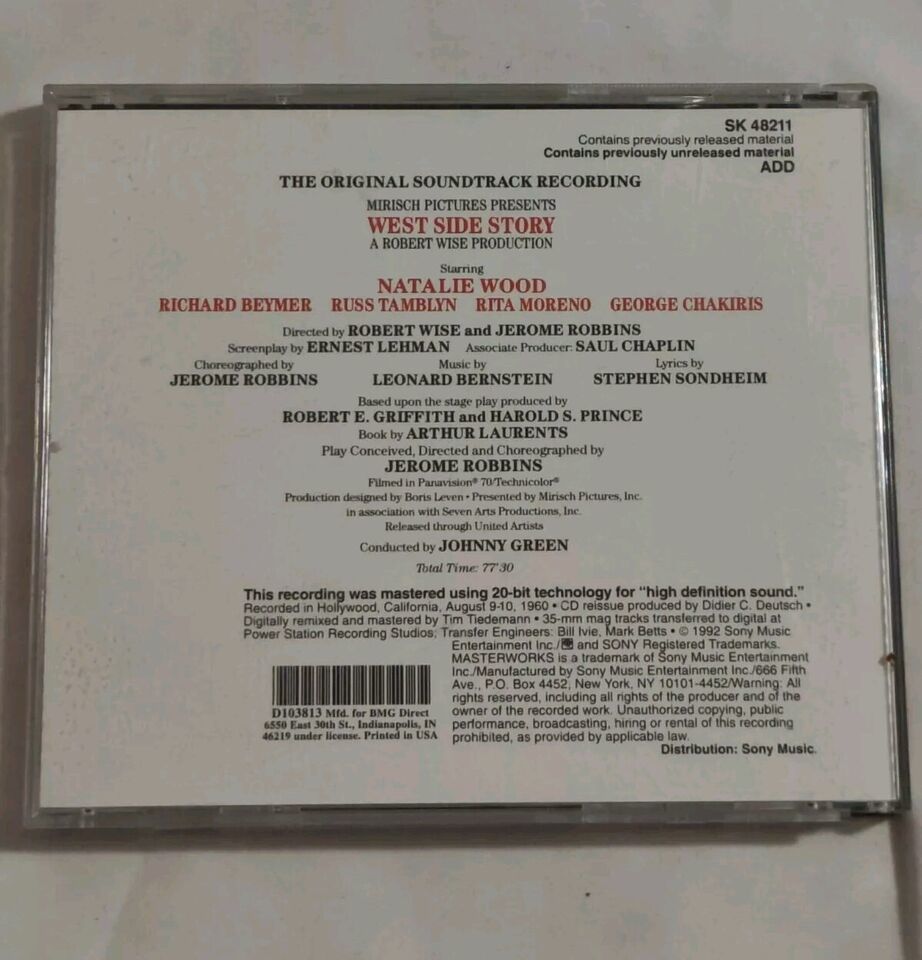 SK 48211
Contains previously released material
Contains previously unreleased material
ADD
THE ORIGINAL SOUNDTRACK RECORDING
MIRISCH PICTURES PRESENTS
WEST SIDE STORY
A ROBERT WISE PRODUCTION
Starring
NATALIE WOOD
RICHARD BEYMER RUSS TAMBLYN RITA MORENO GEORGE CHAKIRIS
Directed by ROBERT WISE and JEROME ROBBINS
Screenplay by ERNEST LEHMAN Associate Producer: SAUL CHAPLIN
Choreographed by Music by Lyrics by
JEROME ROBBINS LEONARD BERNSTEIN STEPHEN SONDHEIM
Based upon the stage play produced by
ROBERT E. GRIFFITH and HAROLD S. PRINCE
Book by ARTHUR LAURENTS
Play Conceived, Directed and Choreographed by
JEROME ROBBINS
Filmed in Panavision® 70/Technicolor®
Production designed by Boris Leven • Presented by Mirisch Pictures, Inc.
in association with Seven Arts Productions, Inc.
Released through United Artists
Conducted by JOHNNY GREEN
Total Time: 77'30
This recording was mastered using 20-bit technology for "high definition sound."
Recorded in Hollywood, California, August 9-10, 1960 • CD reissue produced by Didier C. Deutsch •
Digitally remixed and mastered by Tim Tiedemann • 35-mm mag tracks transferred to digital at
Power Station Recording Studios; Transfer Engineers: Bill Ivie, Mark Betts • © 1992 Sony Music
Entertainment Inc./ and SONY Registered Trademarks.
MASTERWORKS is a trademark of Sony Music Entertainment
Inc./Manufactured by Sony Music Entertainment Inc./666 Fifth
Ave., P.O. Box 4452, New York, NY 10101-4452/Warning: All
rights reserved, including all rights of the producer and of the
owner of the recorded work. Unauthorized copying, public
performance, broadcasting, hiring or rental of this recording
prohibited, as provided by applicable law.
Distribution: Sony Music.
D103813 Mfd. for BMG Direct
6550 East 30th St., Indianapolis, IN
46219 under license. Printed in USA